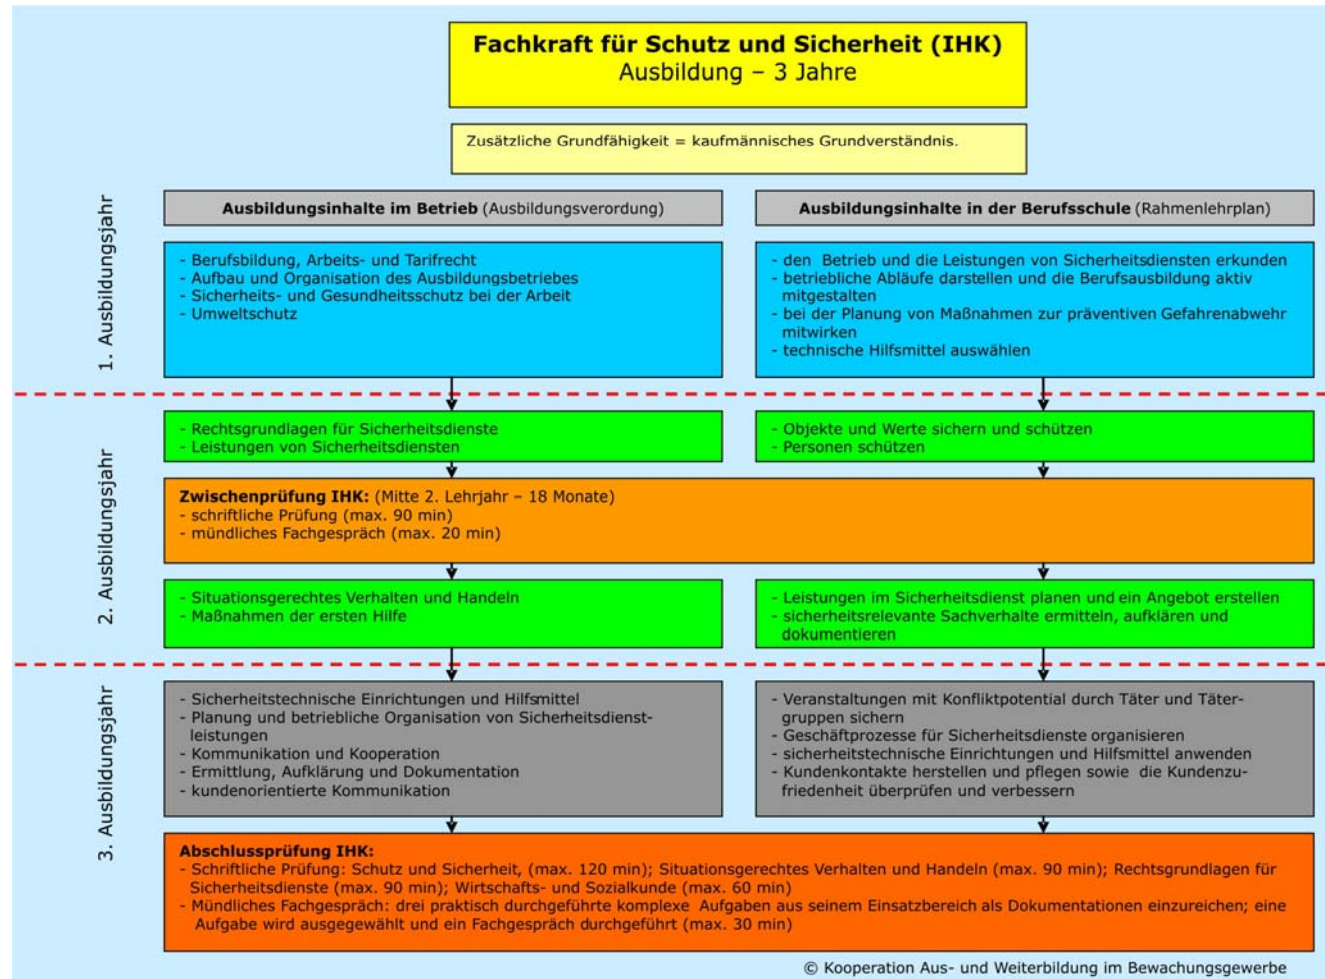 Fachkraft für Schutz und Sicherheit (IHK)
Ausbildung – 3 Jahre
Zusätzliche Grundfähigkeit = kaufmännisches Grundverständnis.
1. Ausbildungsjahr
Ausbildungsinhalte im Betrieb (Ausbildungsverordung)
- Berufsbildung, Arbeits- und Tarifrecht
- Aufbau und Organisation des Ausbildungsbetriebes
- Sicherheits- und Gesundheitsschutz bei der Arbeit
- Umweltschutz
Ausbildungsinhalte in der Berufsschule (Rahmenlehrplan)
- den Betrieb und die Leistungen von Sicherheitsdiensten erkunden
- betriebliche Abläufe darstellen und die Berufsausbildung aktiv
mitgestalten
- bei der Planung von Maßnahmen zur präventiven Gefahrenabwehr
mitwirken
- technische Hilfsmittel auswählen
2. Ausbildungsjahr
- Rechtsgrundlagen für Sicherheitsdienste
- Leistungen von Sicherheitsdiensten
- Objekte und Werte sichern und schützen
- Personen schützen
Zwischenprüfung IHK: (Mitte 2. Lehrjahr – 18 Monate)
- schriftliche Prüfung (max. 90 min)
- mündliches Fachgespräch (max. 20 min)
- Situationsgerechtes Verhalten und Handeln
- Maßnahmen der ersten Hilfe
- Leistungen im Sicherheitsdienst planen und ein Angebot erstellen
- sicherheitsrelevante Sachverhalte ermitteln, aufklären und
dokumentieren
3. Ausbildungsjahr
- Sicherheitstechnische Einrichtungen und Hilfsmittel
- Planung und betriebliche Organisation von Sicherheitsdienst-
leistungen
- Kommunikation und Kooperation
- Ermittlung, Aufklärung und Dokumentation
- kundenorientierte Kommunikation
- Veranstaltungen mit Konfliktpotential durch Täter und Täter-
gruppen sichern
- Geschäftprozesse für Sicherheitsdienste organisieren
- sicherheitstechnische Einrichtungen und Hilfsmittel anwenden
- Kundenkontakte herstellen und pflegen sowie die Kundenzu-
friedenheit überprüfen und verbessern
Abschlussprüfung IHK:
- Schriftliche Prüfung: Schutz und Sicherheit, (max. 120 min); Situationsgerechtes Verhalten und Handeln (max. 90 min); Rechtsgrundlagen für
Sicherheitsdienste (max. 90 min); Wirtschafts- und Sozialkunde (max. 60 min)
- Mündliches Fachgespräch: drei praktisch durchgeführte komplexe Aufgaben aus seinem Einsatzbereich als Dokumentationen einzureichen; eine
Aufgabe wird ausgegewählt und ein Fachgespräch durchgeführt (max. 30 min)
© Kooperation Aus- und Weiterbildung im Bewachungsgewerbe